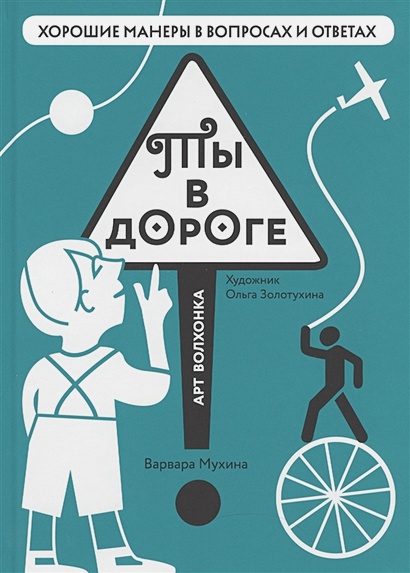 ХОРОШИЕ МАНЕРЫ В ВОПРОСАХ И ОТВЕТАХ
Ты
В
ДОРОГЕ
Художник
Ольга Золотухина
АРТ ВОЛХОНКА
Варвара Мухина